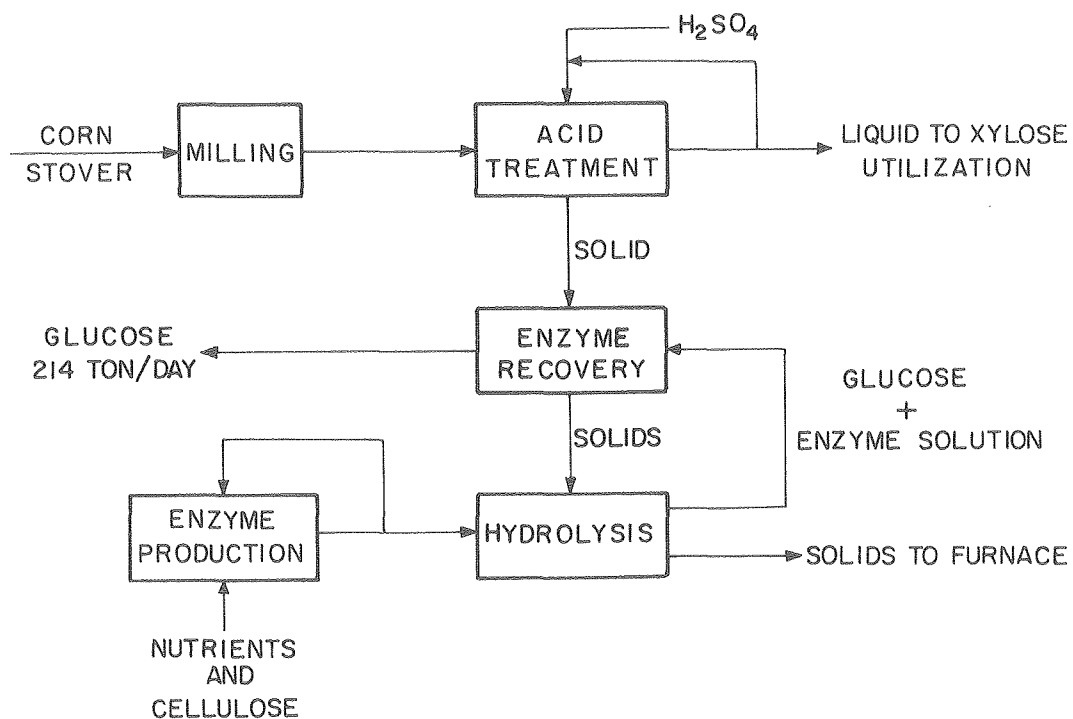 H₂SO₄
CORN
STOVER
MILLING
ACID
TREATMENT
LIQUID TO XYLOSE
UTILIZATION
SOLID
GLUCOSE
214 TON/DAY
ENZYME
RECOVERY
GLUCOSE
+
ENZYME SOLUTION
SOLIDS
ENZYME
PRODUCTION
HYDROLYSIS
SOLIDS TO FURNACE
NUTRIENTS
AND
CELLULOSE